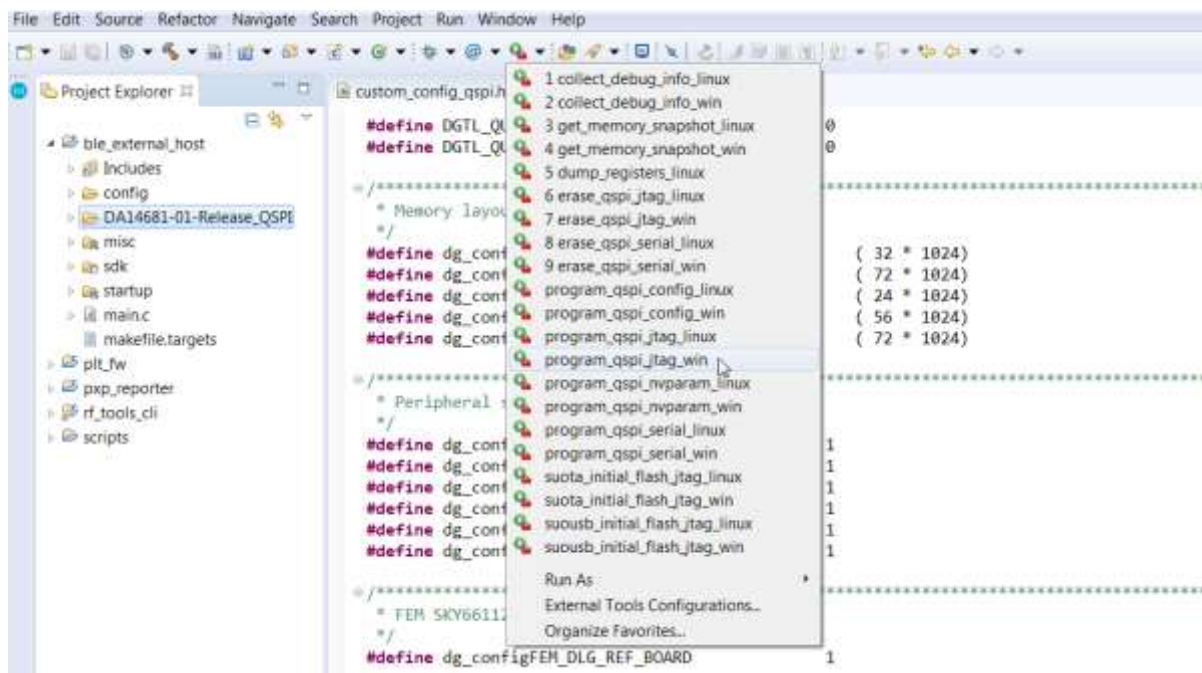 File Edit Source Refactor Navigate Search Project Run Window Help
Project Explorer
ble_external_host
Includes
config
DA14681-01-Release_QSPI
misc
sdk
startup
main.c
makefile.targets
plt_fw
pxp_reporter
rf_tools_cli
scripts
custom_config_qspi.h
#define DGTL_QU 0
#define DGTL_QU 0
/************
* Memory layou
*/
#define dg_conf ( 32 * 1024)
#define dg_conf ( 72 * 1024)
#define dg_conf ( 24 * 1024)
#define dg_conf ( 56 * 1024)
#define dg_conf ( 72 * 1024)
/************
* Peripheral s
*/
#define dg_conf 1
#define dg_conf 1
#define dg_conf 1
#define dg_conf 1
#define dg_conf 1
#define dg_conf 1
/************
* FEM SKY66112
*/
#define dg_configFEM_DLG_REF_BOARD 1
1 collect_debug_info_linux
2 collect_debug_info_win
3 get_memory_snapshot_linux
4 get_memory_snapshot_win
5 dump_registers_linux
6 erase_qspi_jtag_linux
7 erase_qspi_jtag_win
8 erase_qspi_serial_linux
9 erase_qspi_serial_win
program_qspi_config_linux
program_qspi_config_win
program_qspi_jtag_linux
program_qspi_jtag_win
program_qspi_nvparam_linux
program_qspi_nvparam_win
program_qspi_serial_linux
program_qspi_serial_win
suota_initial_flash_jtag_linux
suota_initial_flash_jtag_win
suousb_initial_flash_jtag_linux
suousb_initial_flash_jtag_win
Run As
External Tools Configurations...
Organize Favorites...